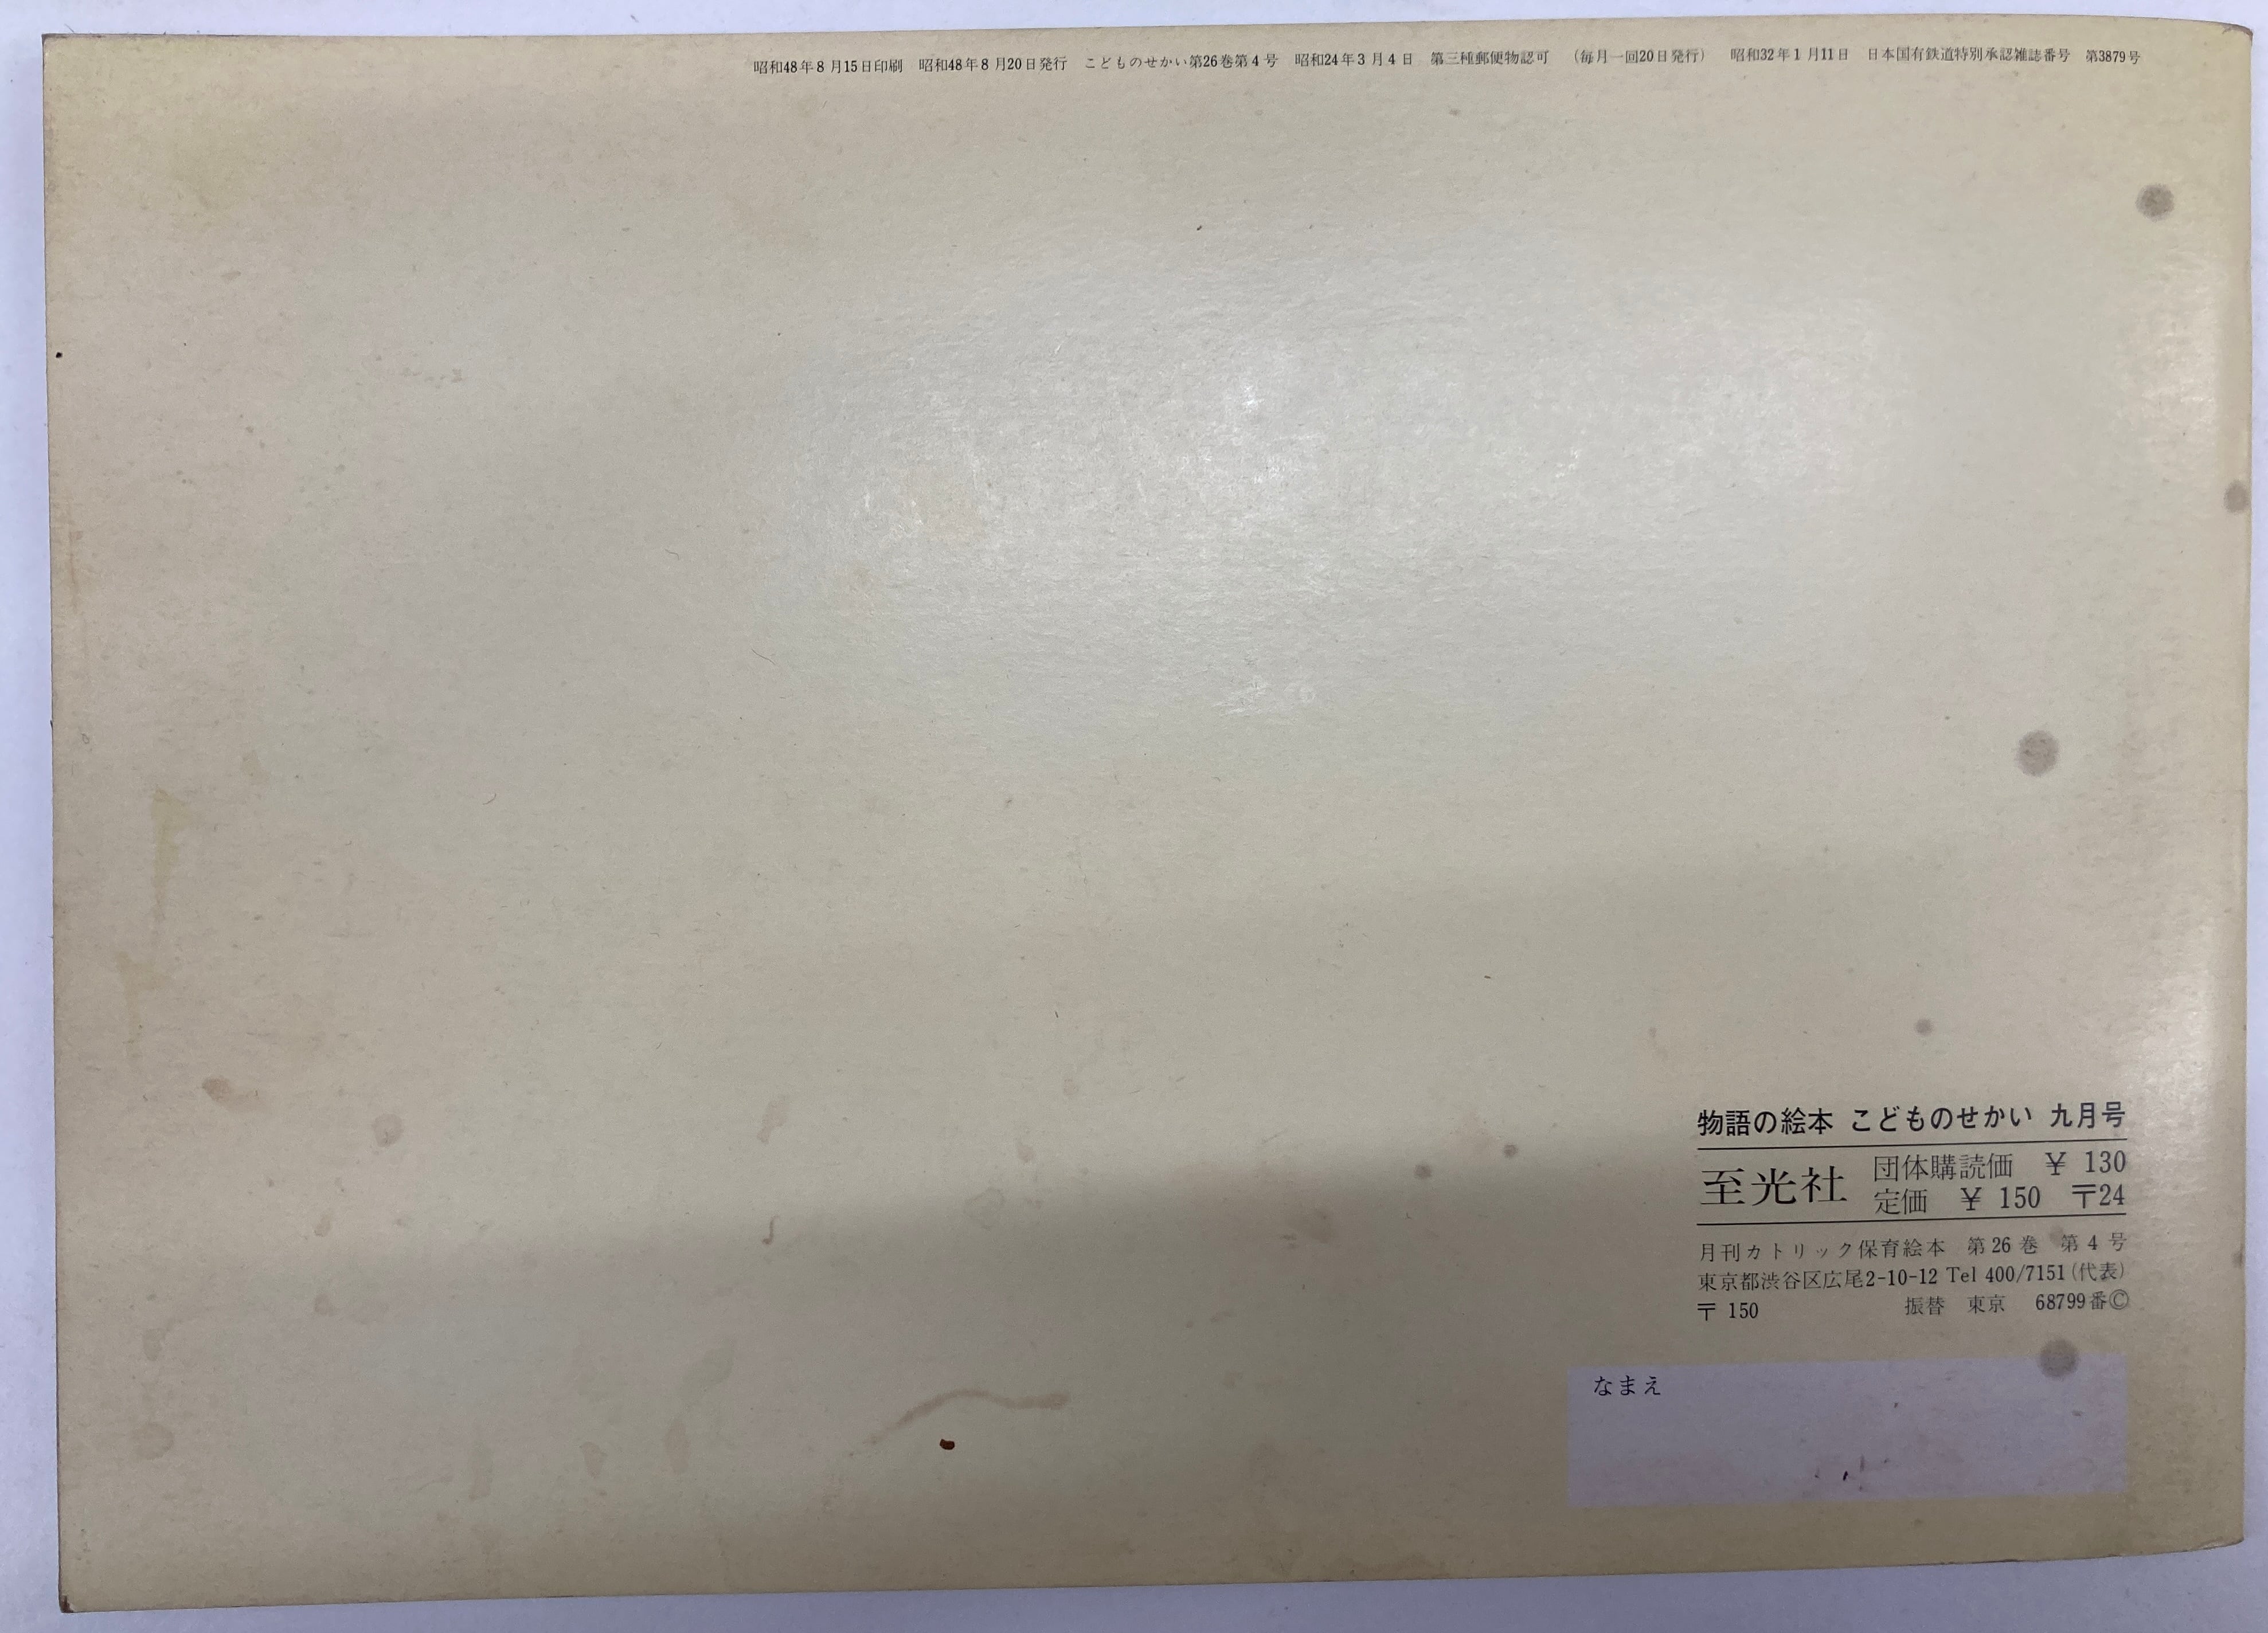 昭和48年8月15日印刷　昭和48年8月20日発行　こどものせかい第26巻第4号　昭和24年3月4日　第三種郵便物認可　（毎月一回20日発行）　昭和32年1月11日　日本国有鉄道特別承認雑誌番号　第3879号
物語の絵本 こどものせかい 九月号
至光社 団体購読価 ¥ 130
定価 ¥ 150 〒24
月刊カトリック保育絵本 第26巻 第4号
東京都渋谷区広尾2-10-12 Tel 400/7151(代表)
〒 150 振替 東京 68799番©
なまえ